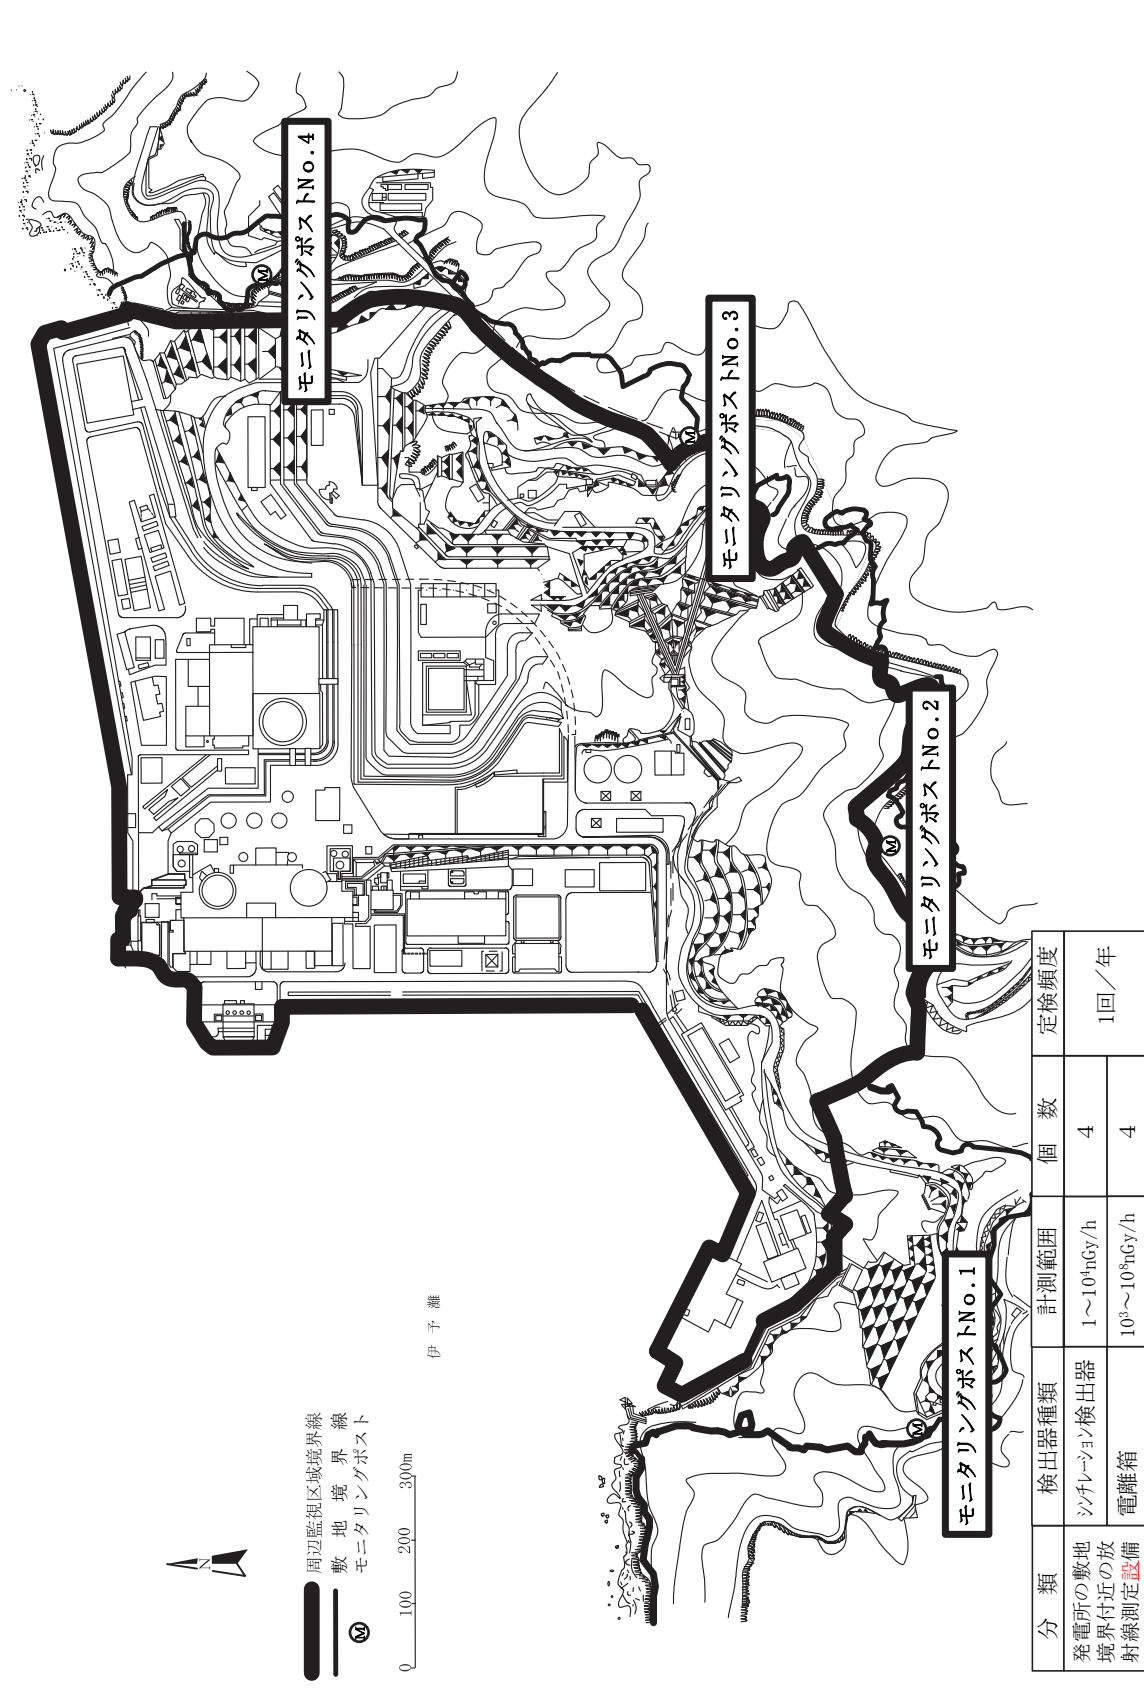 モニタリングポストNo.4
モニタリングポストNo.3
モニタリングポストNo.2
モニタリングポストNo.1
伊予灘
N
周辺監視区域境界線
敷地境界線
モニタリングポスト
0 100 200 300m
分類 検出器種類 計測範囲 個数 定検頻度
発電所の敷地
境界付近の放
射線測定設備
シンチレーション検出器 1～10⁴nGy/h 4 1回／年
電離箱 10³～10⁸nGy/h 4
M
M
M
M
M